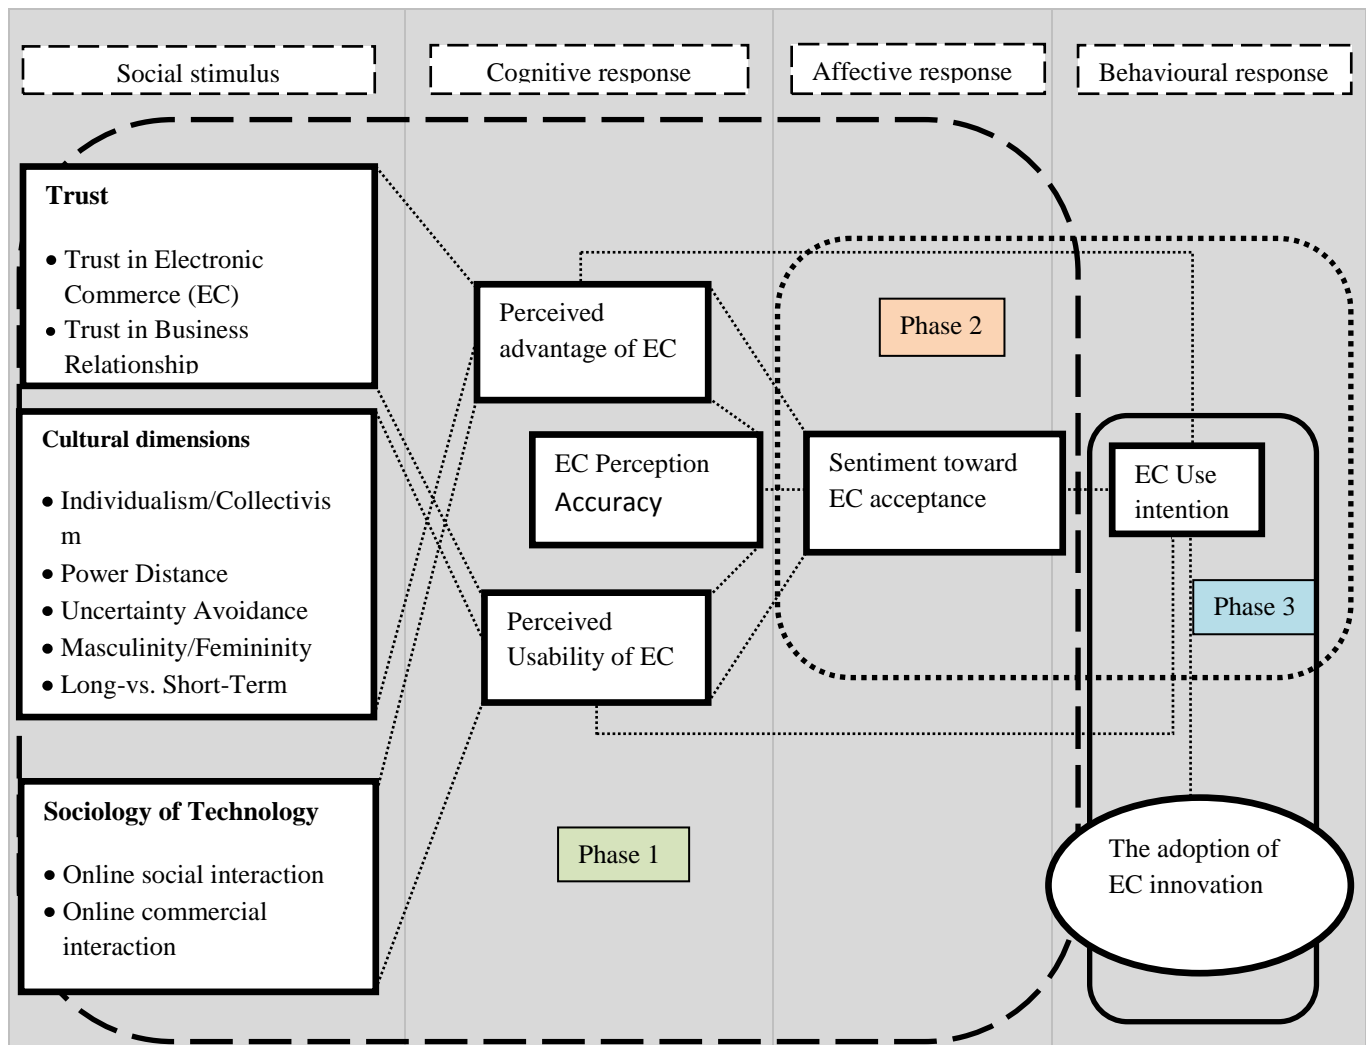 Social stimulus
Cognitive response
Affective response
Behavioural response
Trust
• Trust in Electronic
Commerce (EC)
• Trust in Business
Relationship
Cultural dimensions
• Individualism/Collectivis
m
• Power Distance
• Uncertainty Avoidance
• Masculinity/Femininity
• Long-vs. Short-Term
Sociology of Technology
• Online social interaction
• Online commercial
interaction
Perceived
advantage of EC
EC Perception
Accuracy
Perceived
Usability of EC
Phase 1
Phase 2
Sentiment toward
EC acceptance
EC Use
intention
Phase 3
The adoption of
EC innovation